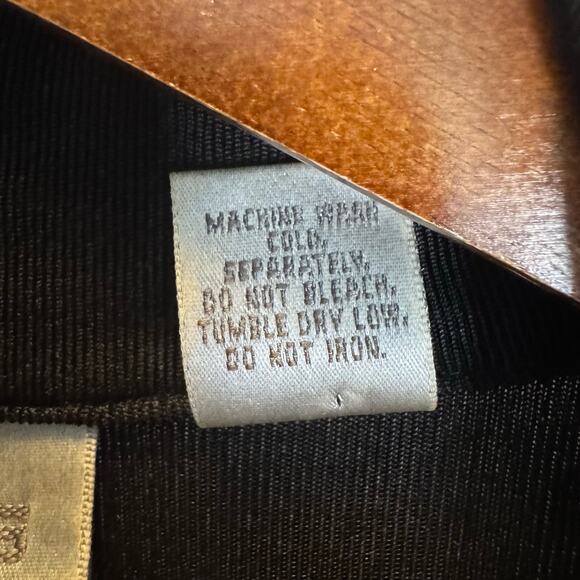 MACHINE WASH
COLD,
SEPARATELY.
DO NOT BLEACH.
TUMBLE DRY LOW.
DO NOT IRON.